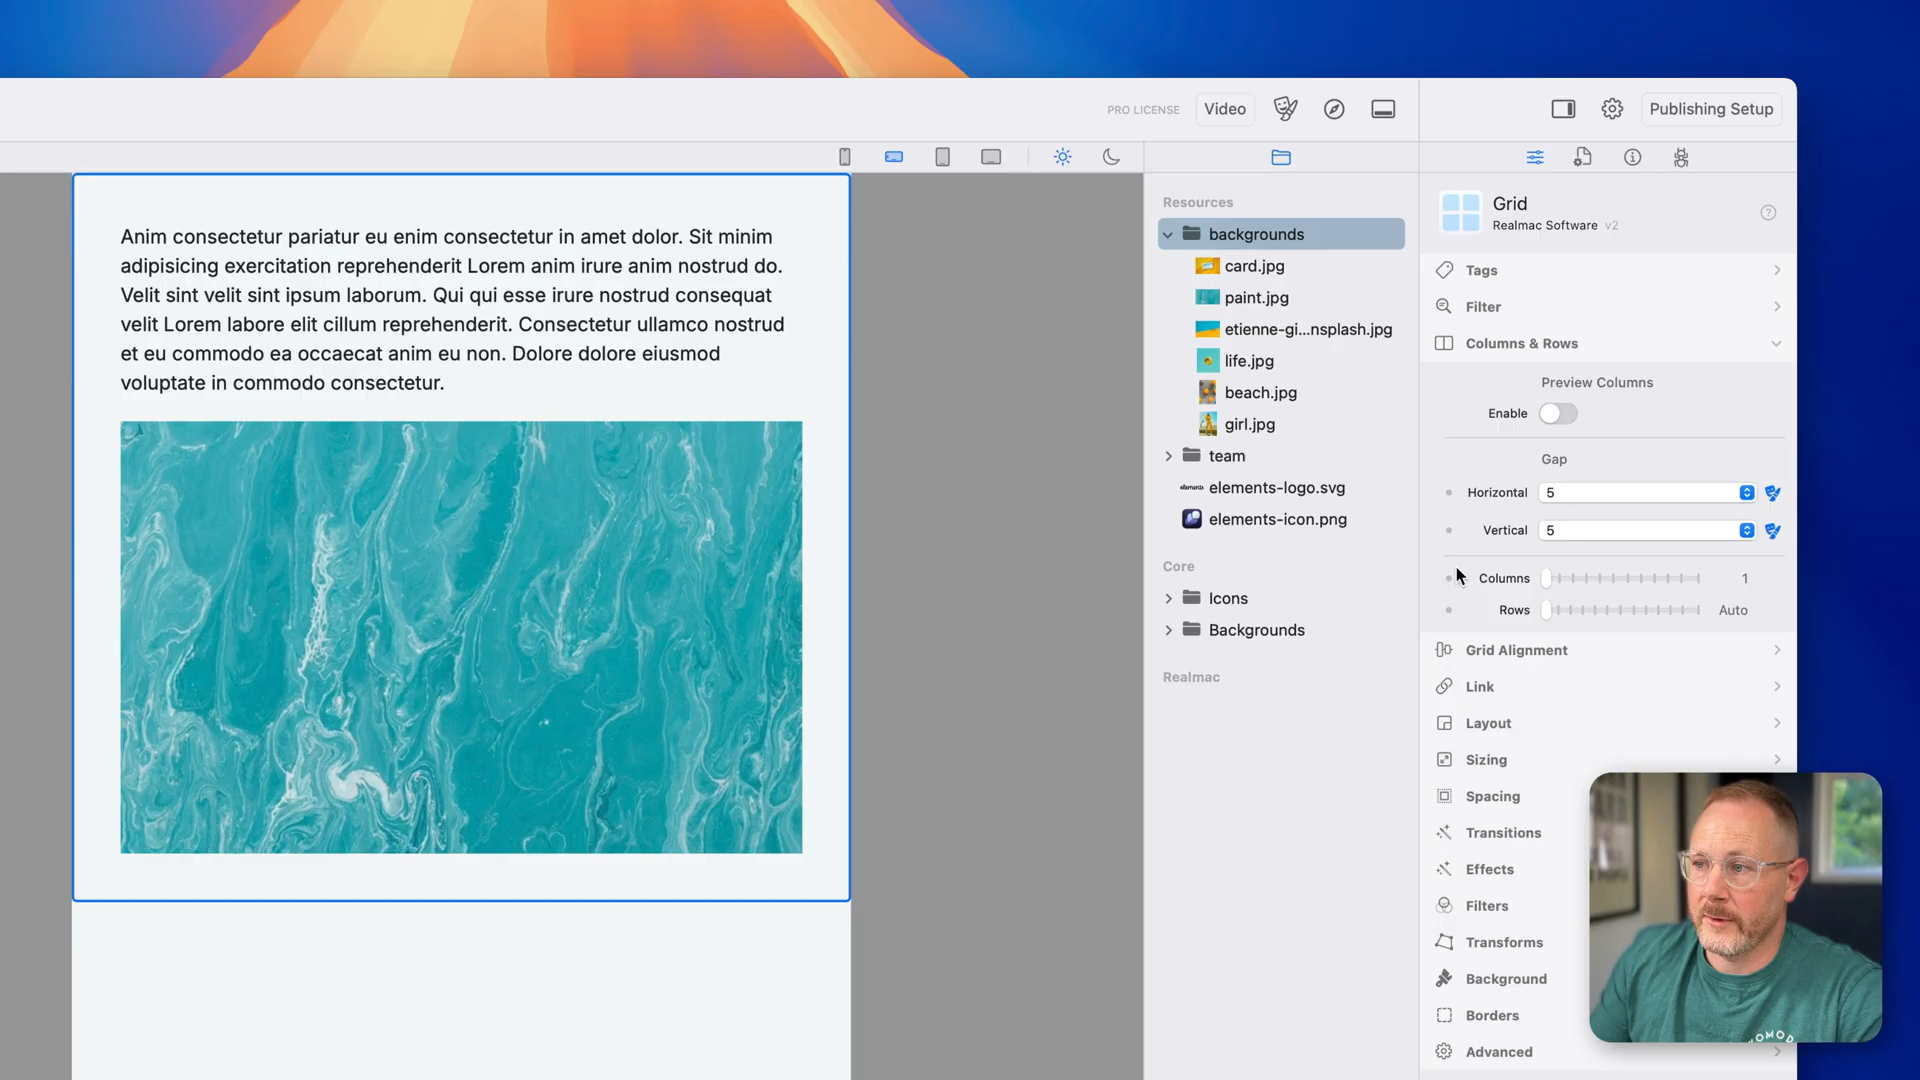 PRO LICENSE
Video
Publishing Setup
Anim consectetur pariatur eu enim consectetur in amet dolor. Sit minim
adipisicing exercitation reprehenderit Lorem anim irure anim nostrud do.
Velit sint velit sint ipsum laborum. Qui qui esse irure nostrud consequat
velit Lorem labore elit cillum reprehenderit. Consectetur ullamco nostrud
et eu commodo ea occaecat anim eu non. Dolore dolore eiusmod
voluptate in commodo consectetur.
Resources
backgrounds
card.jpg
paint.jpg
etienne-gi...nsplash.jpg
life.jpg
beach.jpg
girl.jpg
team
elements
elements-logo.svg
elements-icon.png
Core
Icons
Backgrounds
Realmac
Grid
Realmac Software v2
?
Tags
Filter
Columns & Rows
Preview Columns
Enable
Gap
Horizontal 5
Vertical 5
Columns 1
Rows Auto
Grid Alignment
Link
Layout
Sizing
Spacing
Transitions
Effects
Filters
Transforms
Background
Borders
Advanced